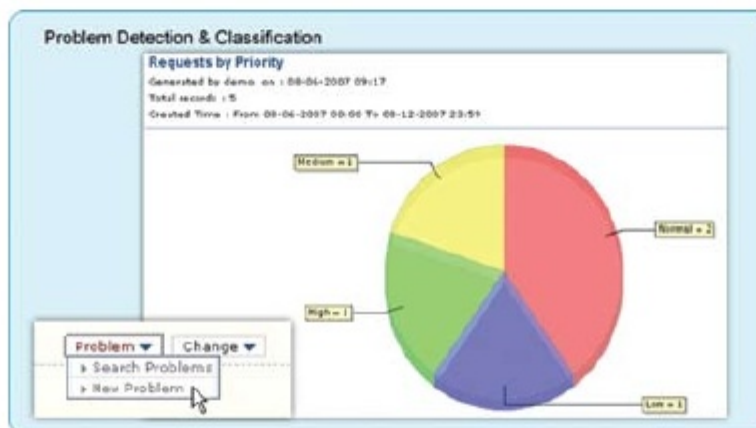 Problem Detection & Classification
Requests by Priority
Generated by demo on : 08-06-2007 09:17
Total records : 5
Created Time : From 08-06-2007 00:00 To 08-12-2007 23:59
Medium = 1
Normal = 2
High = 1
Low = 1
Problem
Change
Search Problems
New Problem